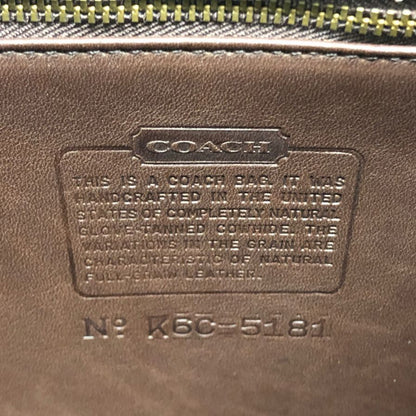 COACH
THIS IS A COACH BAG. IT WAS
HANDCRAFTED IN THE UNITED
STATES OF COMPLETELY NATURAL
GLOVE-TANNED COWHIDE. THE
VARIATIONS IN THE GRAIN ARE
CHARACTERISTIC OF NATURAL
FULL-GRAIN LEATHER.
Nº K6C-5181